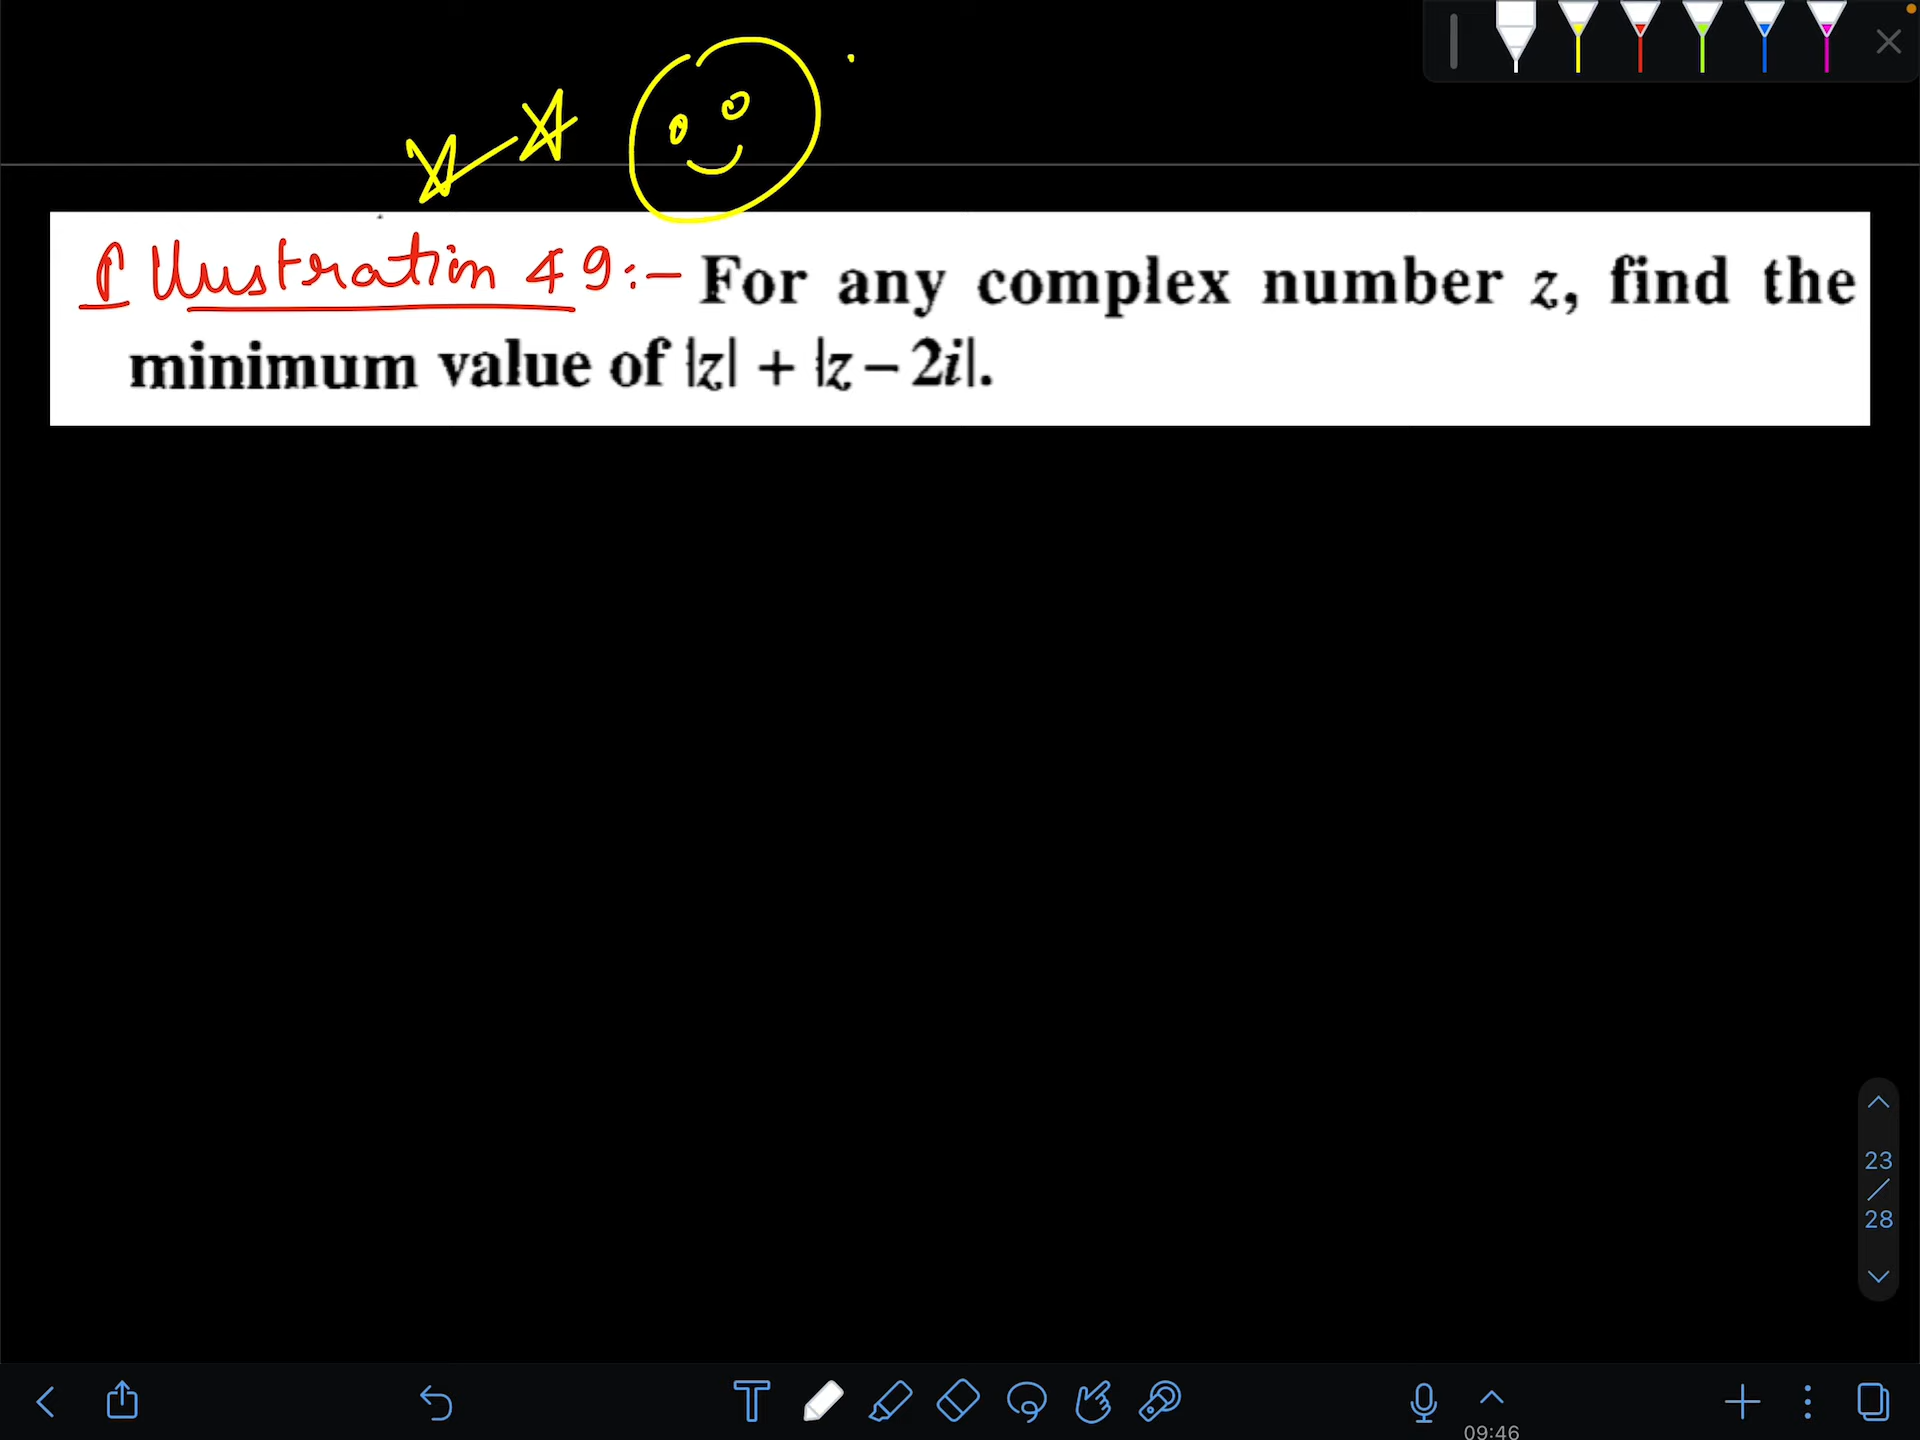 Illustration 49:- For any complex number z, find the
minimum value of |z| + |z – 2i|.
23
/
28
T
09:46